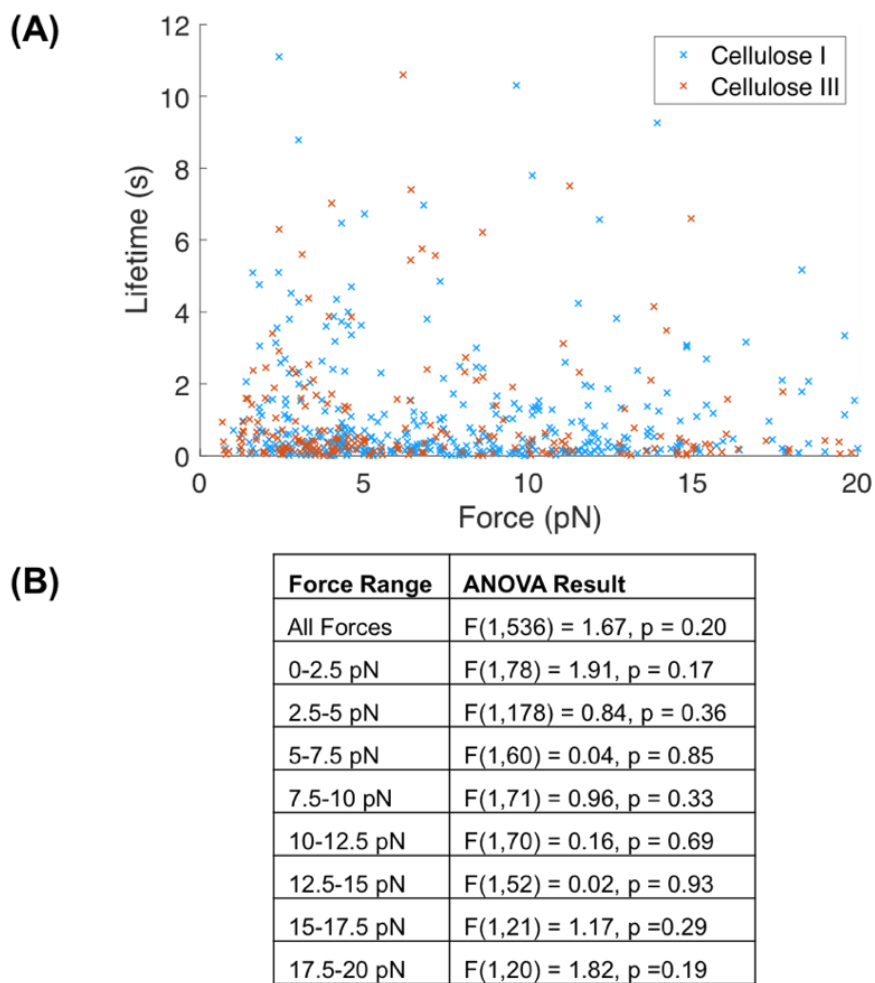 (A)
12
10
8
6
4
2
0
Lifetime (s)
Cellulose I
Cellulose III
0 5 10 15 20
Force (pN)
(B)
Force Range ANOVA Result
All Forces F(1,536) = 1.67, p = 0.20
0-2.5 pN F(1,78) = 1.91, p = 0.17
2.5-5 pN F(1,178) = 0.84, p = 0.36
5-7.5 pN F(1,60) = 0.04, p = 0.85
7.5-10 pN F(1,71) = 0.96, p = 0.33
10-12.5 pN F(1,70) = 0.16, p = 0.69
12.5-15 pN F(1,52) = 0.02, p = 0.93
15-17.5 pN F(1,21) = 1.17, p =0.29
17.5-20 pN F(1,20) = 1.82, p =0.19